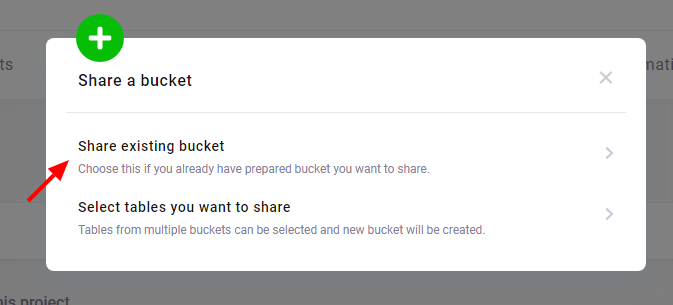 Share a bucket
ts
Share existing bucket
Choose this if you already have prepared bucket you want to share.
Select tables you want to share
Tables from multiple buckets can be selected and new bucket will be created.
his project